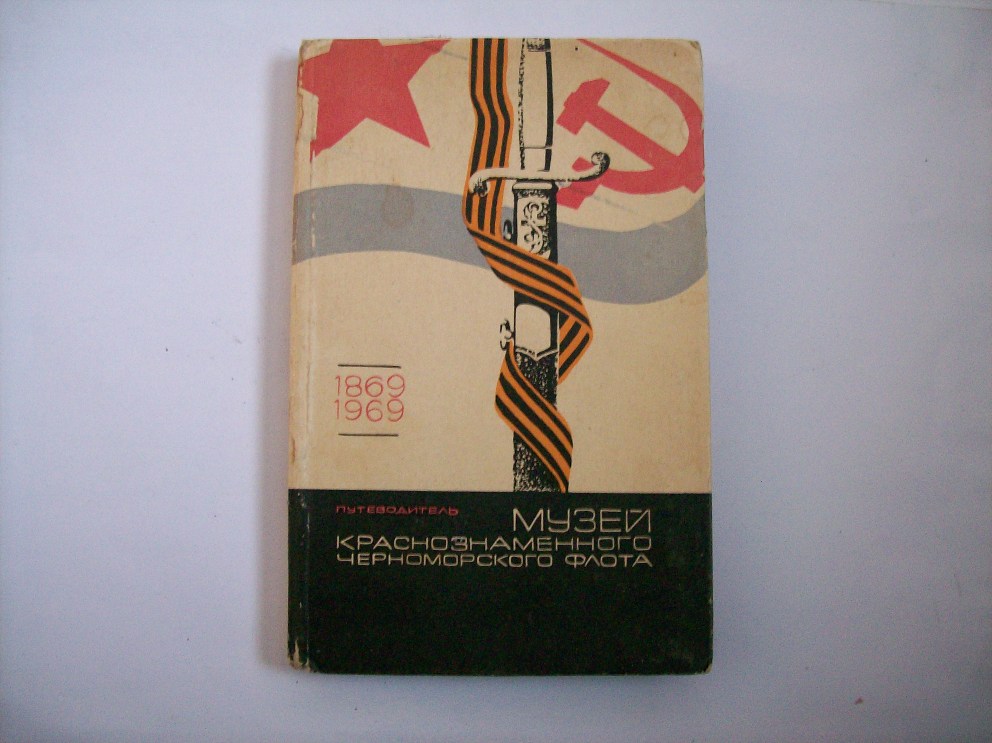 1869
1969
ПУТЕВОДИТЕЛЬ
МУЗЕЙ
КРАСНОЗНАМЕННОГО
ЧЕРНОМОРСКОГО ФЛОТА